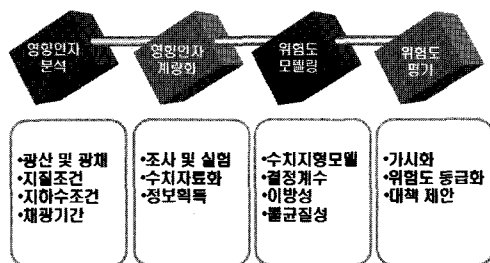 영향인자
분석
영향인자
계량화
위험도
모델링
위험도
평가
•광산 및 광체
•지질조건
•지하수조건
•채광기간
•조사 및 실험
•수치자료화
•정보획득
•수치지형모델
•결정계수
•이방성
•불균질성
•가시화
•위험도 등급화
•대책 제안